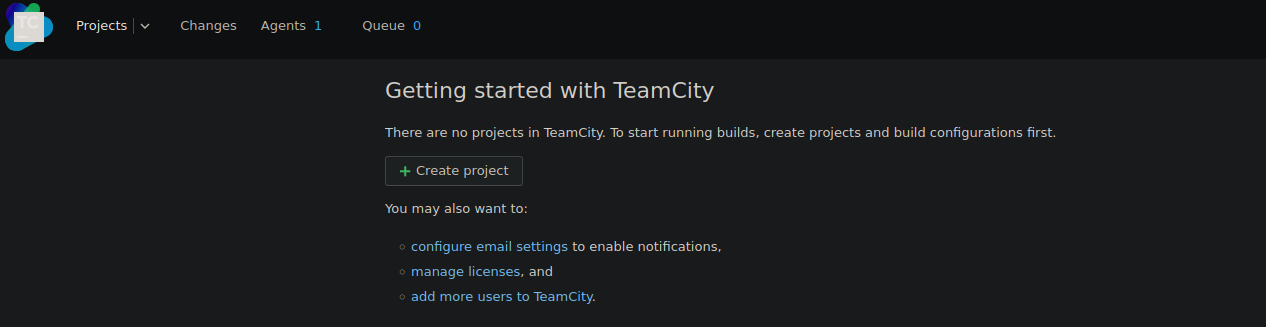 TC
Projects
Changes
Agents 1
Queue 0
Getting started with TeamCity
There are no projects in TeamCity. To start running builds, create projects and build configurations first.
+ Create project
You may also want to:
configure email settings to enable notifications,
manage licenses, and
add more users to TeamCity.